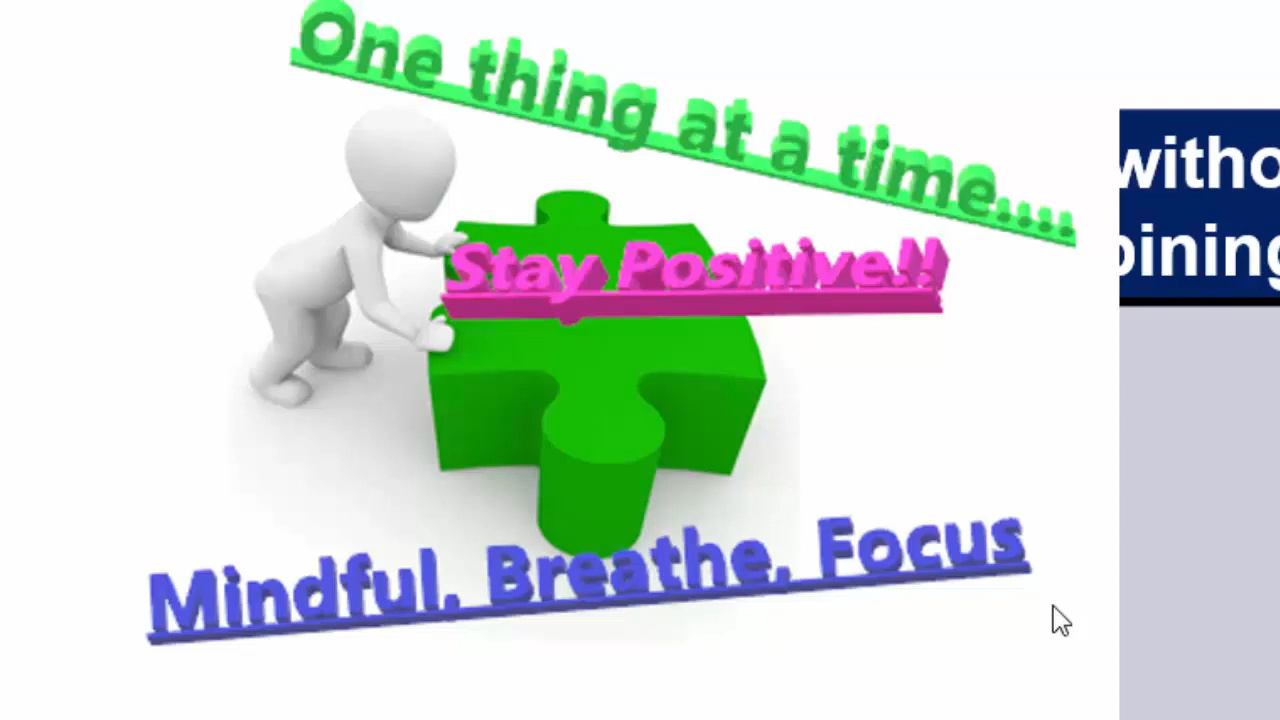 One thing at a time....
Stay Positive!!
Mindful, Breathe, Focus